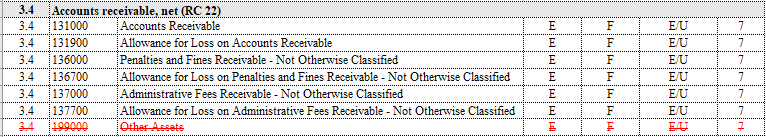 3.4 Accounts receivable, net (RC 22)
3.4 131000 Accounts Receivable E F E/U 7
3.4 131900 Allowance for Loss on Accounts Receivable E F E/U 7
3.4 136000 Penalties and Fines Receivable - Not Otherwise Classified E F E/U 7
3.4 136700 Allowance for Loss on Penalties and Fines Receivable - Not Otherwise Classified E F E/U 7
3.4 137000 Administrative Fees Receivable - Not Otherwise Classified E F E/U 7
3.4 137700 Allowance for Loss on Administrative Fees Receivable - Not Otherwise Classified E F E/U 7
3.4 199000 Other Assets E F E/U 7